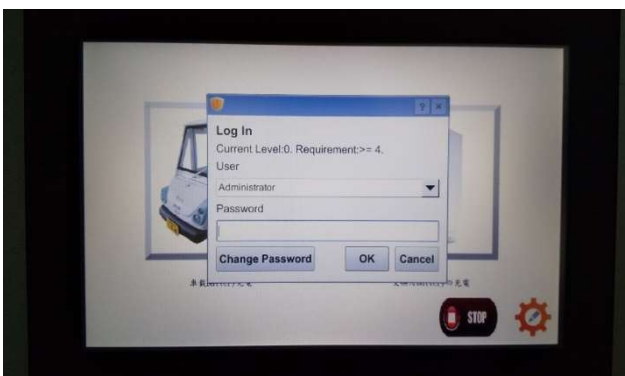 Log In
Current Level:0. Requirement:>= 4.
User
Administrator
Password
Change Password
OK
Cancel
STOP